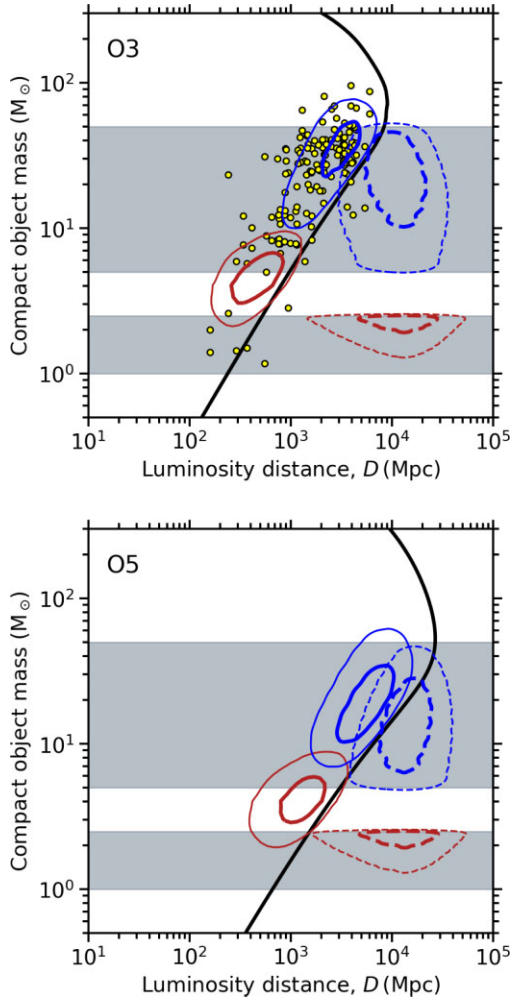 O3
10²
10¹
10⁰
Compact object mass (M⊙)
10¹ 10² 10³ 10⁴ 10⁵
Luminosity distance, D (Mpc)
O5
10²
10¹
10⁰
Compact object mass (M⊙)
10¹ 10² 10³ 10⁴ 10⁵
Luminosity distance, D (Mpc)